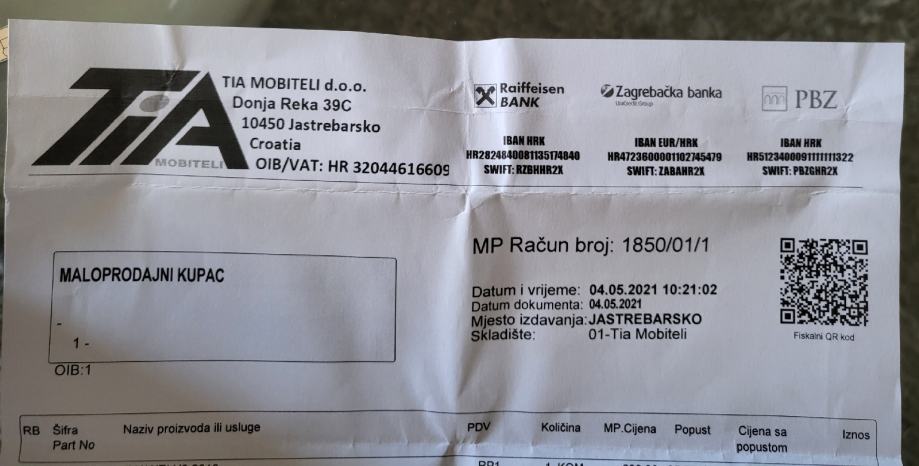 TiA
MOBITELI
TIA MOBITELI d.o.o.
Donja Reka 39C
10450 Jastrebarsko
Croatia
OIB/VAT: HR 32044616609
Raiffeisen
BANK
IBAN HRK
HR2824840081135174840
SWIFT: RZBHHR2X
Zagrebačka banka
UniCredit Group
IBAN EUR/HRK
HR4723600001102745479
SWIFT: ZABAHR2X
PBZ
IBAN HRK
HR5123400091111111322
SWIFT: PBZGHR2X
MALOPRODAJNI KUPAC
-
1 -
OIB:1
MP Račun broj: 1850/01/1
Datum i vrijeme: 04.05.2021 10:21:02
Datum dokumenta: 04.05.2021
Mjesto izdavanja: JASTREBARSKO
Skladište: 01-Tia Mobiteli
Fiskalni QR kod
RB Šifra Naziv proizvoda ili usluge PDV Količina MP.Cijena Popust Cijena sa Iznos
Part No popustom